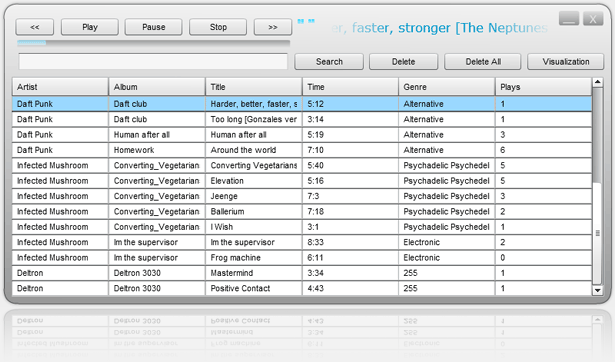 << Play Pause Stop >> er, faster, stronger [The Neptunes X
Search Delete Delete All Visualization
Artist Album Title Time Genre Plays
Daft Punk Daft club Harder, better, faster, s 5:12 Alternative 1
Daft Punk Daft club Too long [Gonzales ver 3:14 Alternative 1
Daft Punk Human after all Human after all 5:19 Alternative 3
Daft Punk Homework Around the world 7:10 Alternative 6
Infected Mushroom Converting_Vegetarian Converting Vegetarians 5:40 Psychadelic Psychedel 5
Infected Mushroom Converting_Vegetarian Elevation 5:16 Psychadelic Psychedel 5
Infected Mushroom Converting_Vegetarian Jeenge 7:3 Psychadelic Psychedel 3
Infected Mushroom Converting_Vegetarian Ballerium 7:18 Psychadelic Psychedel 2
Infected Mushroom Converting_Vegetarian I Wish 3:1 Psychadelic Psychedel 1
Infected Mushroom Im the supervisor Im the supervisor 8:33 Electronic 2
Infected Mushroom Im the supervisor Frog machine 6:11 Electronic 0
Deltron Deltron 3030 Mastermind 3:34 255 1
Deltron Deltron 3030 Positive Contact 4:43 255 1